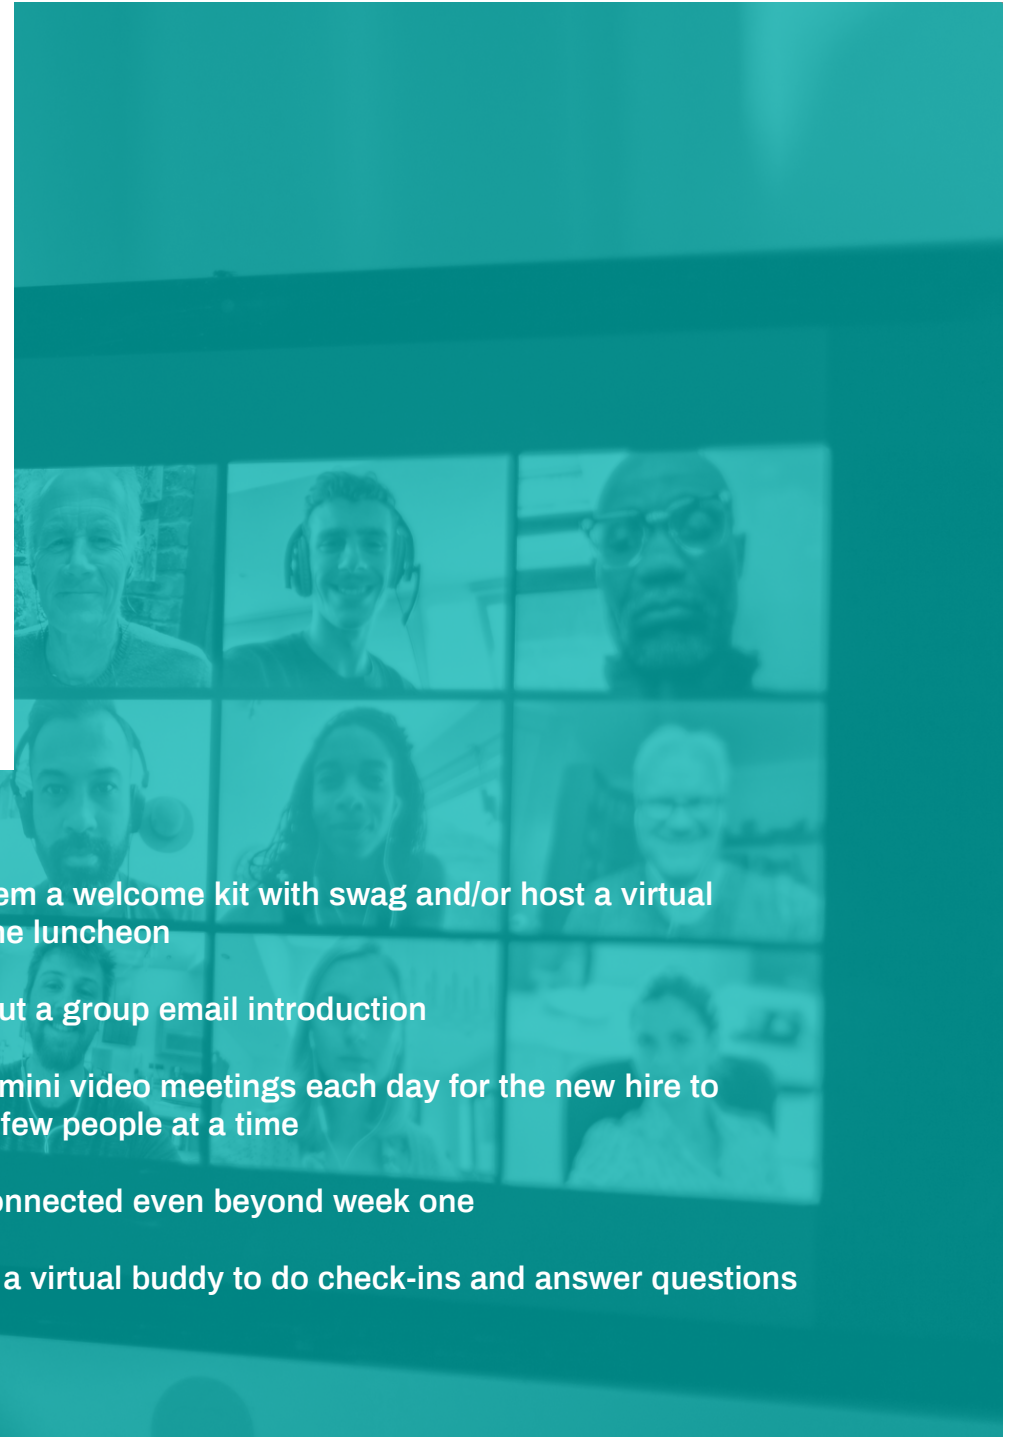 em a welcome kit with swag and/or host a virtual
ne luncheon
ut a group email introduction
mini video meetings each day for the new hire to
few people at a time
onnected even beyond week one
a virtual buddy to do check-ins and answer questions